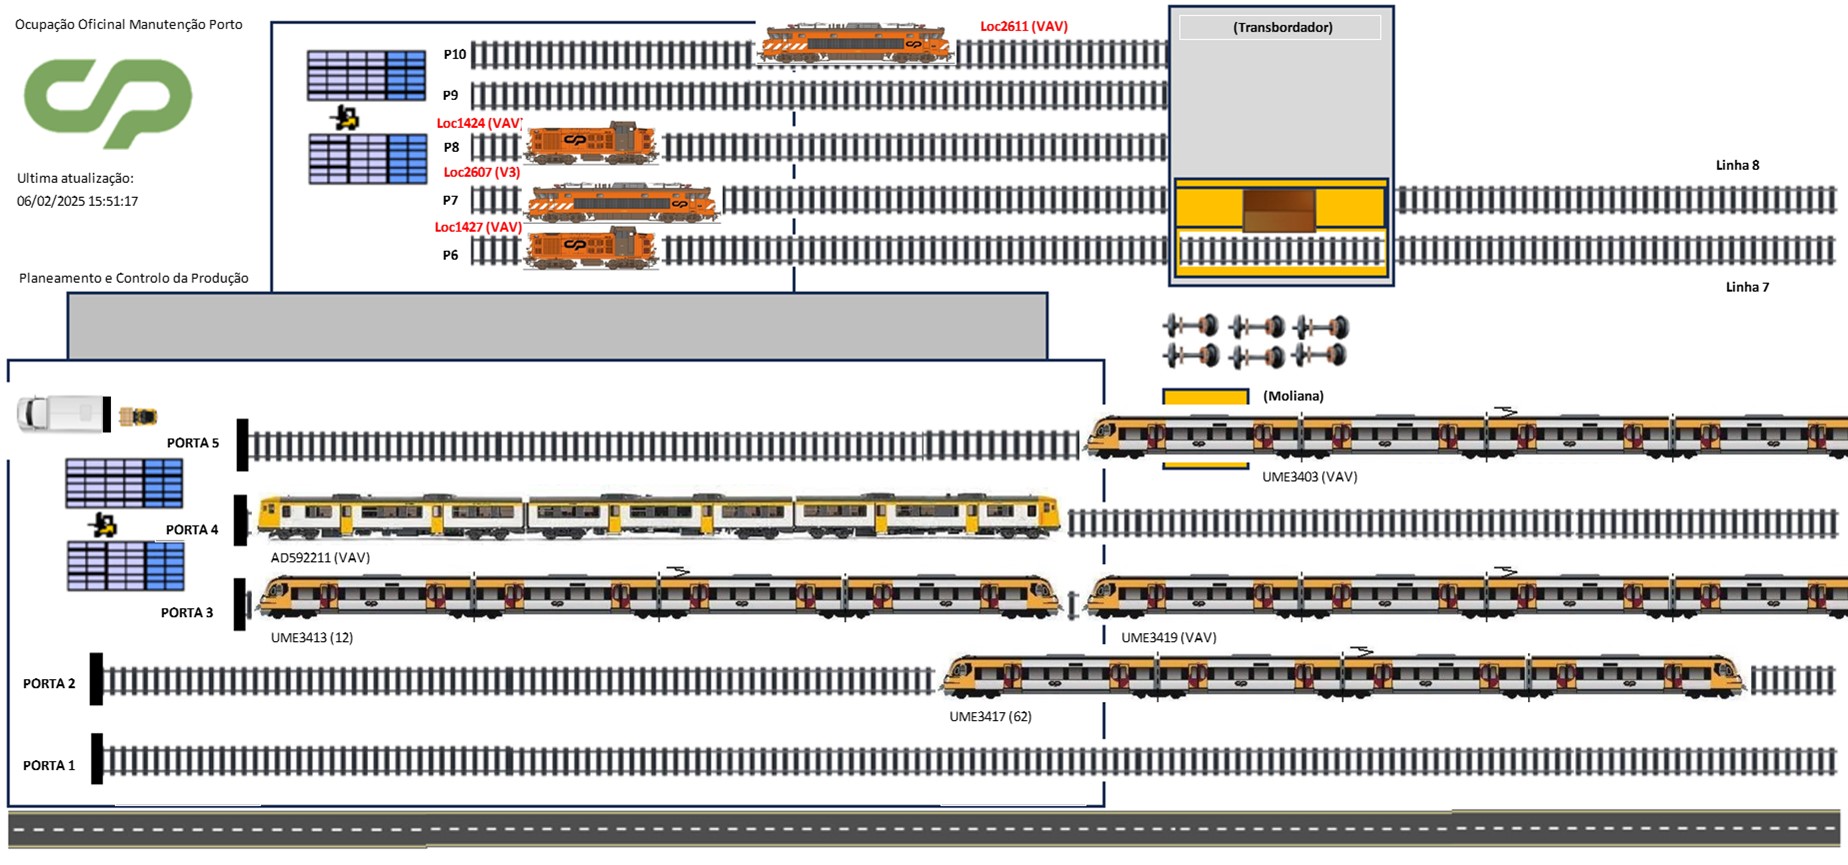 Ocupação Oficinal Manutenção Porto
Ultima atualização:
06/02/2025 15:51:17
Planeamento e Controlo da Produção
Loc2611 (VAV)
P10
P9
Loc1424 (VAV)
P8
Loc2607 (V3)
P7
Loc1427 (VAV)
P6
(Transbordador)
Linha 8
Linha 7
(Moliana)
PORTA 5
UME3403 (VAV)
PORTA 4
AD592211 (VAV)
PORTA 3
UME3413 (12)
UME3419 (VAV)
PORTA 2
UME3417 (62)
PORTA 1